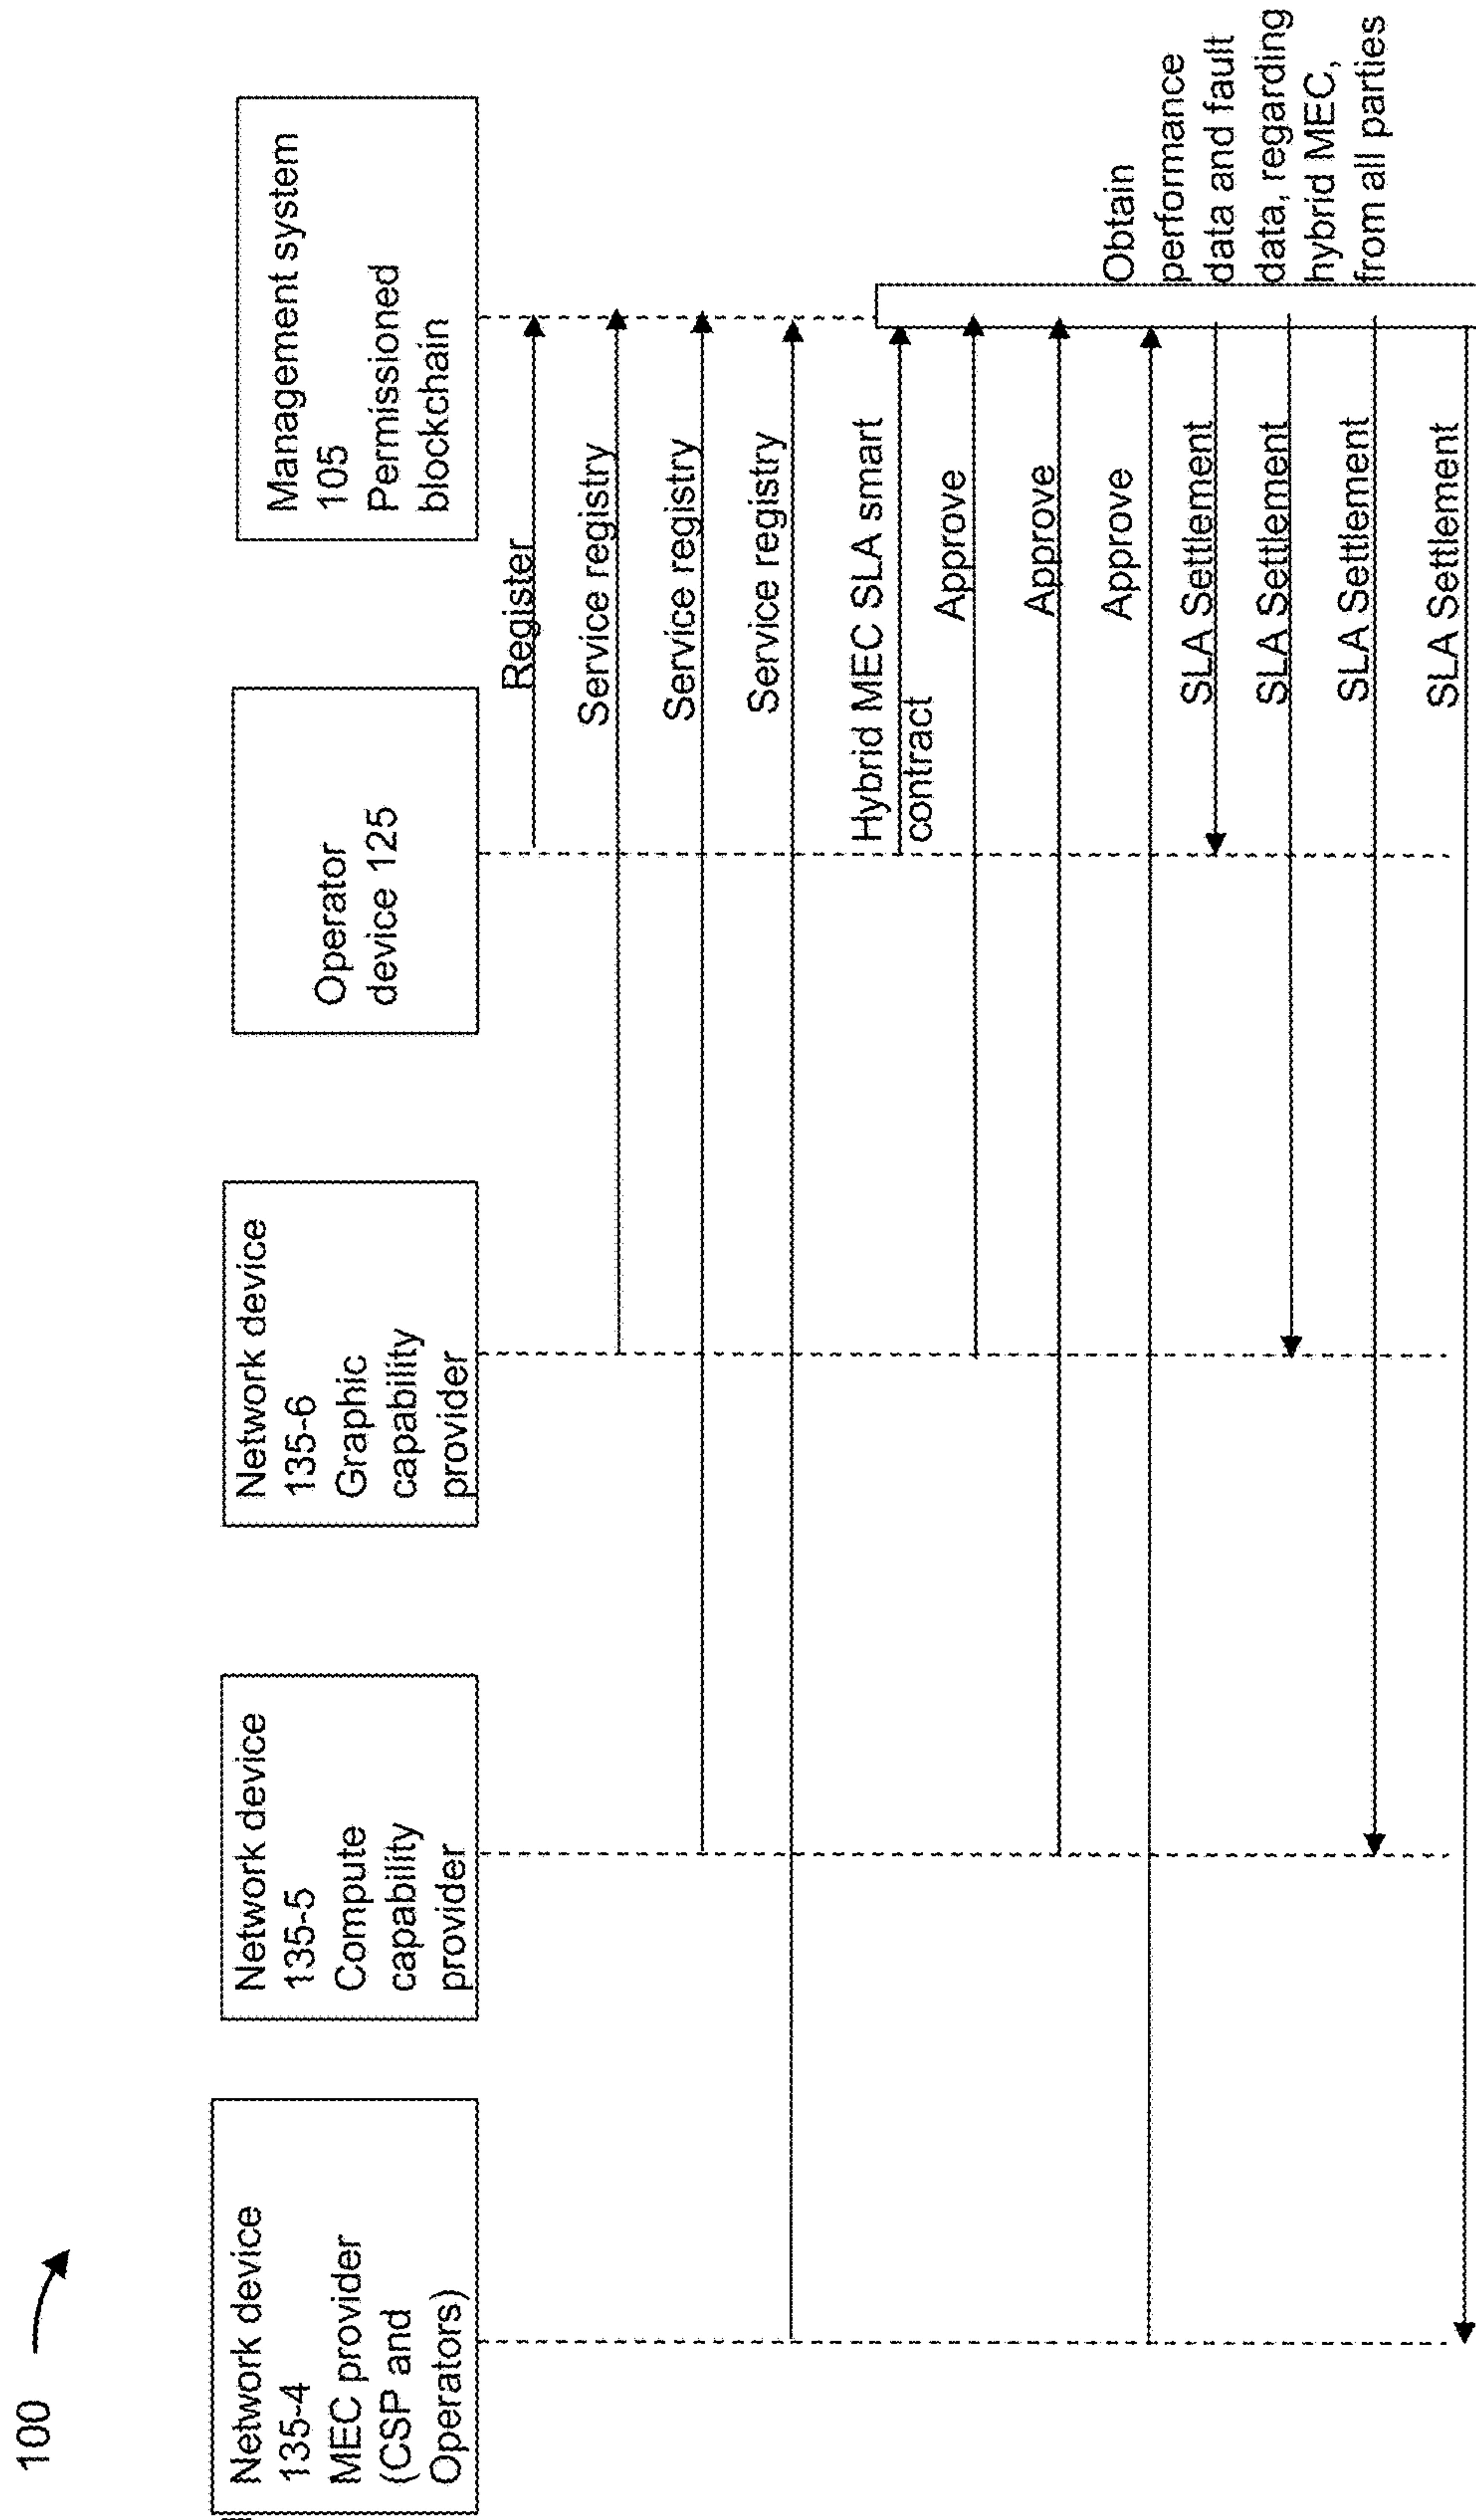 100
Network device
135-4
MEC provider
(CSP and
Operators)
Network device
135-5
Compute
capability
provider
Network device
135-6
Graphic
capability
provider
Operator
device 125
Management system
105
Permissioned
blockchain
Register
Service registry
Service registry
Service registry
Hybrid MEC SLA smart
contract
Approve
Approve
Approve
Obtain
performance
data and fault
data, regarding
hybrid MEC,
from all parties
SLA Settlement
SLA Settlement
SLA Settlement
SLA Settlement